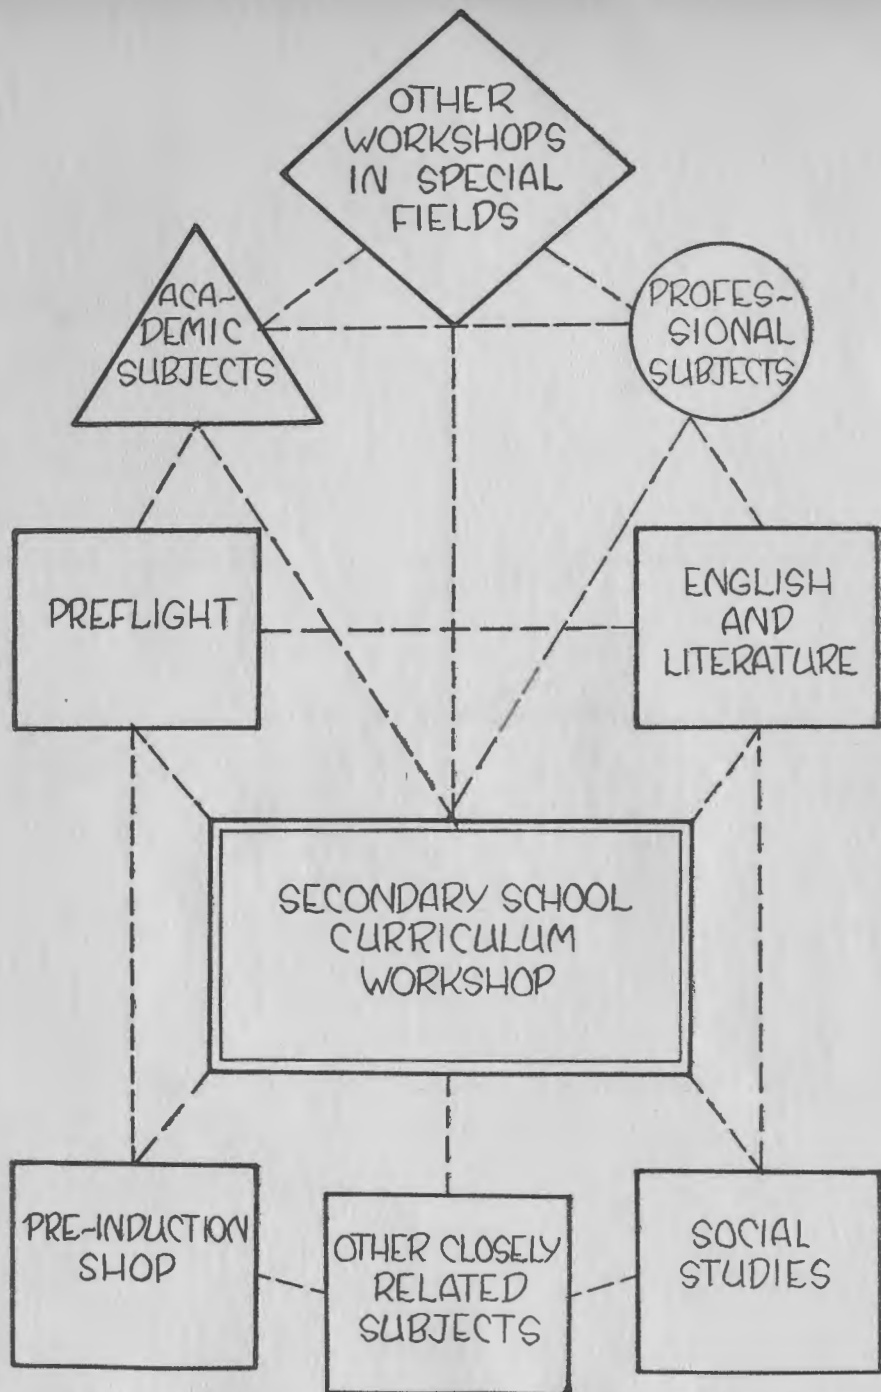 OTHER
WORKSHOPS
IN SPECIAL
FIELDS
ACA-
DEMIC
SUBJECTS
PROFES-
SIONAL
SUBJECTS
PREFLIGHT
ENGLISH
AND
LITERATURE
SECONDARY SCHOOL
CURRICULUM
WORKSHOP
PRE-INDUCTION
SHOP
OTHER CLOSELY
RELATED
SUBJECTS
SOCIAL
STUDIES